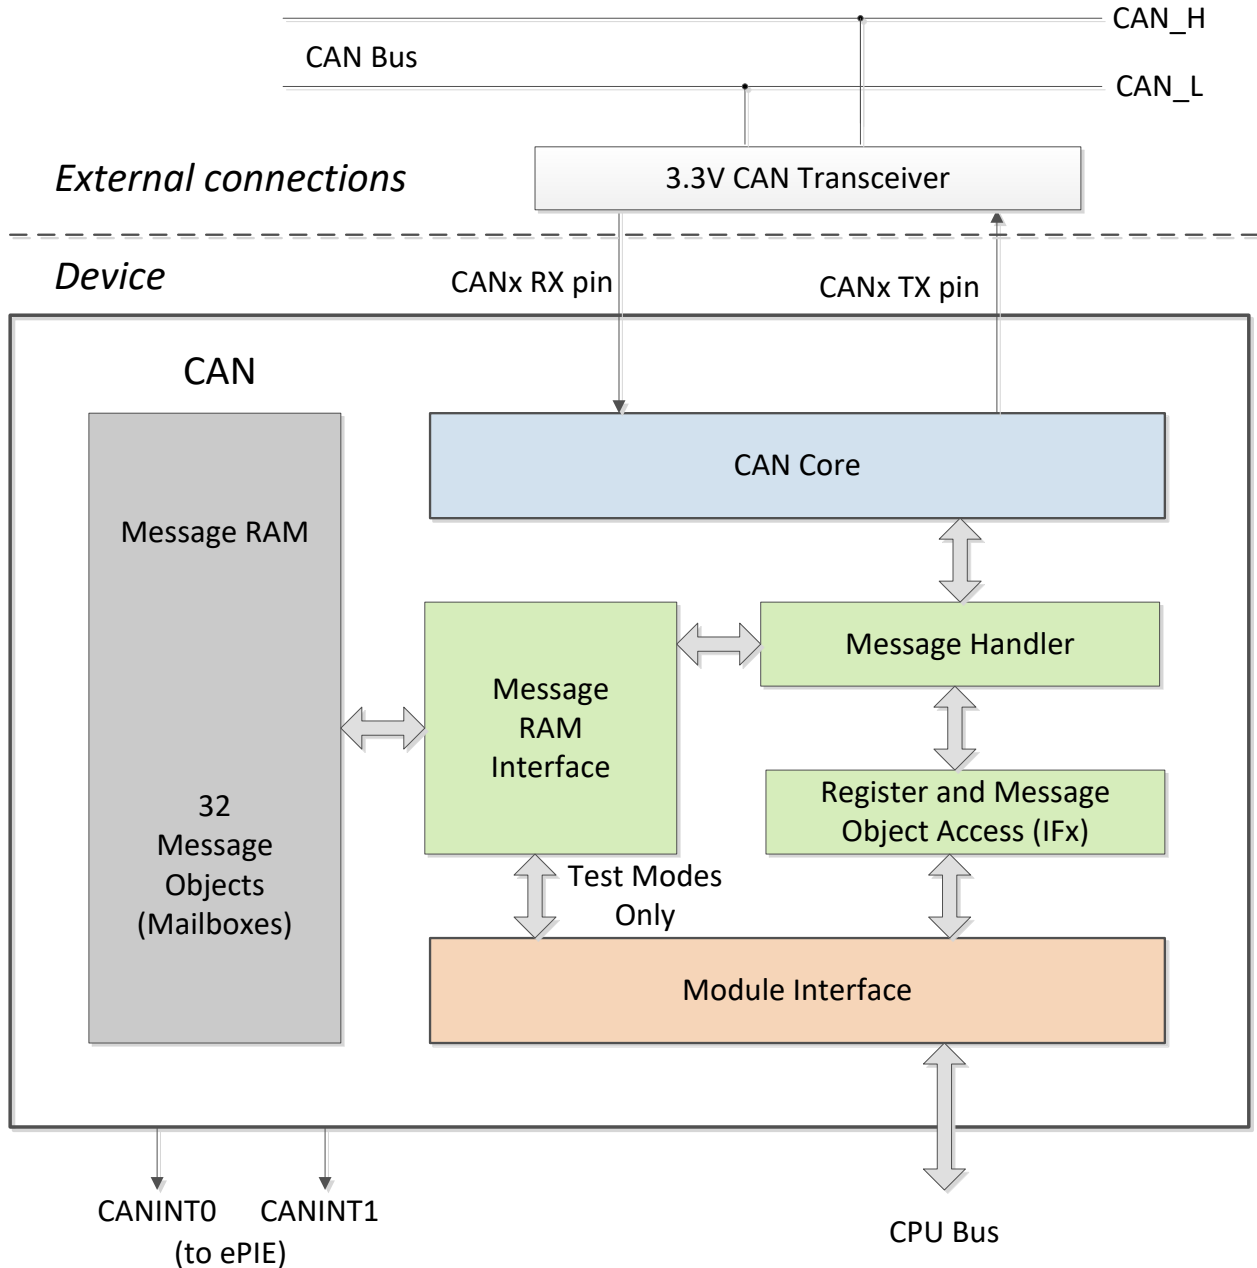 CAN_H
CAN Bus
CAN_L
External connections
3.3V CAN Transceiver
Device
CANx RX pin
CANx TX pin
CAN
CAN Core
Message RAM
Message Handler
Message
RAM
Interface
32
Message
Objects
(Mailboxes)
Register and Message
Object Access (IFx)
Test Modes
Only
Module Interface
CANINT0
CANINT1
(to ePIE)
CPU Bus